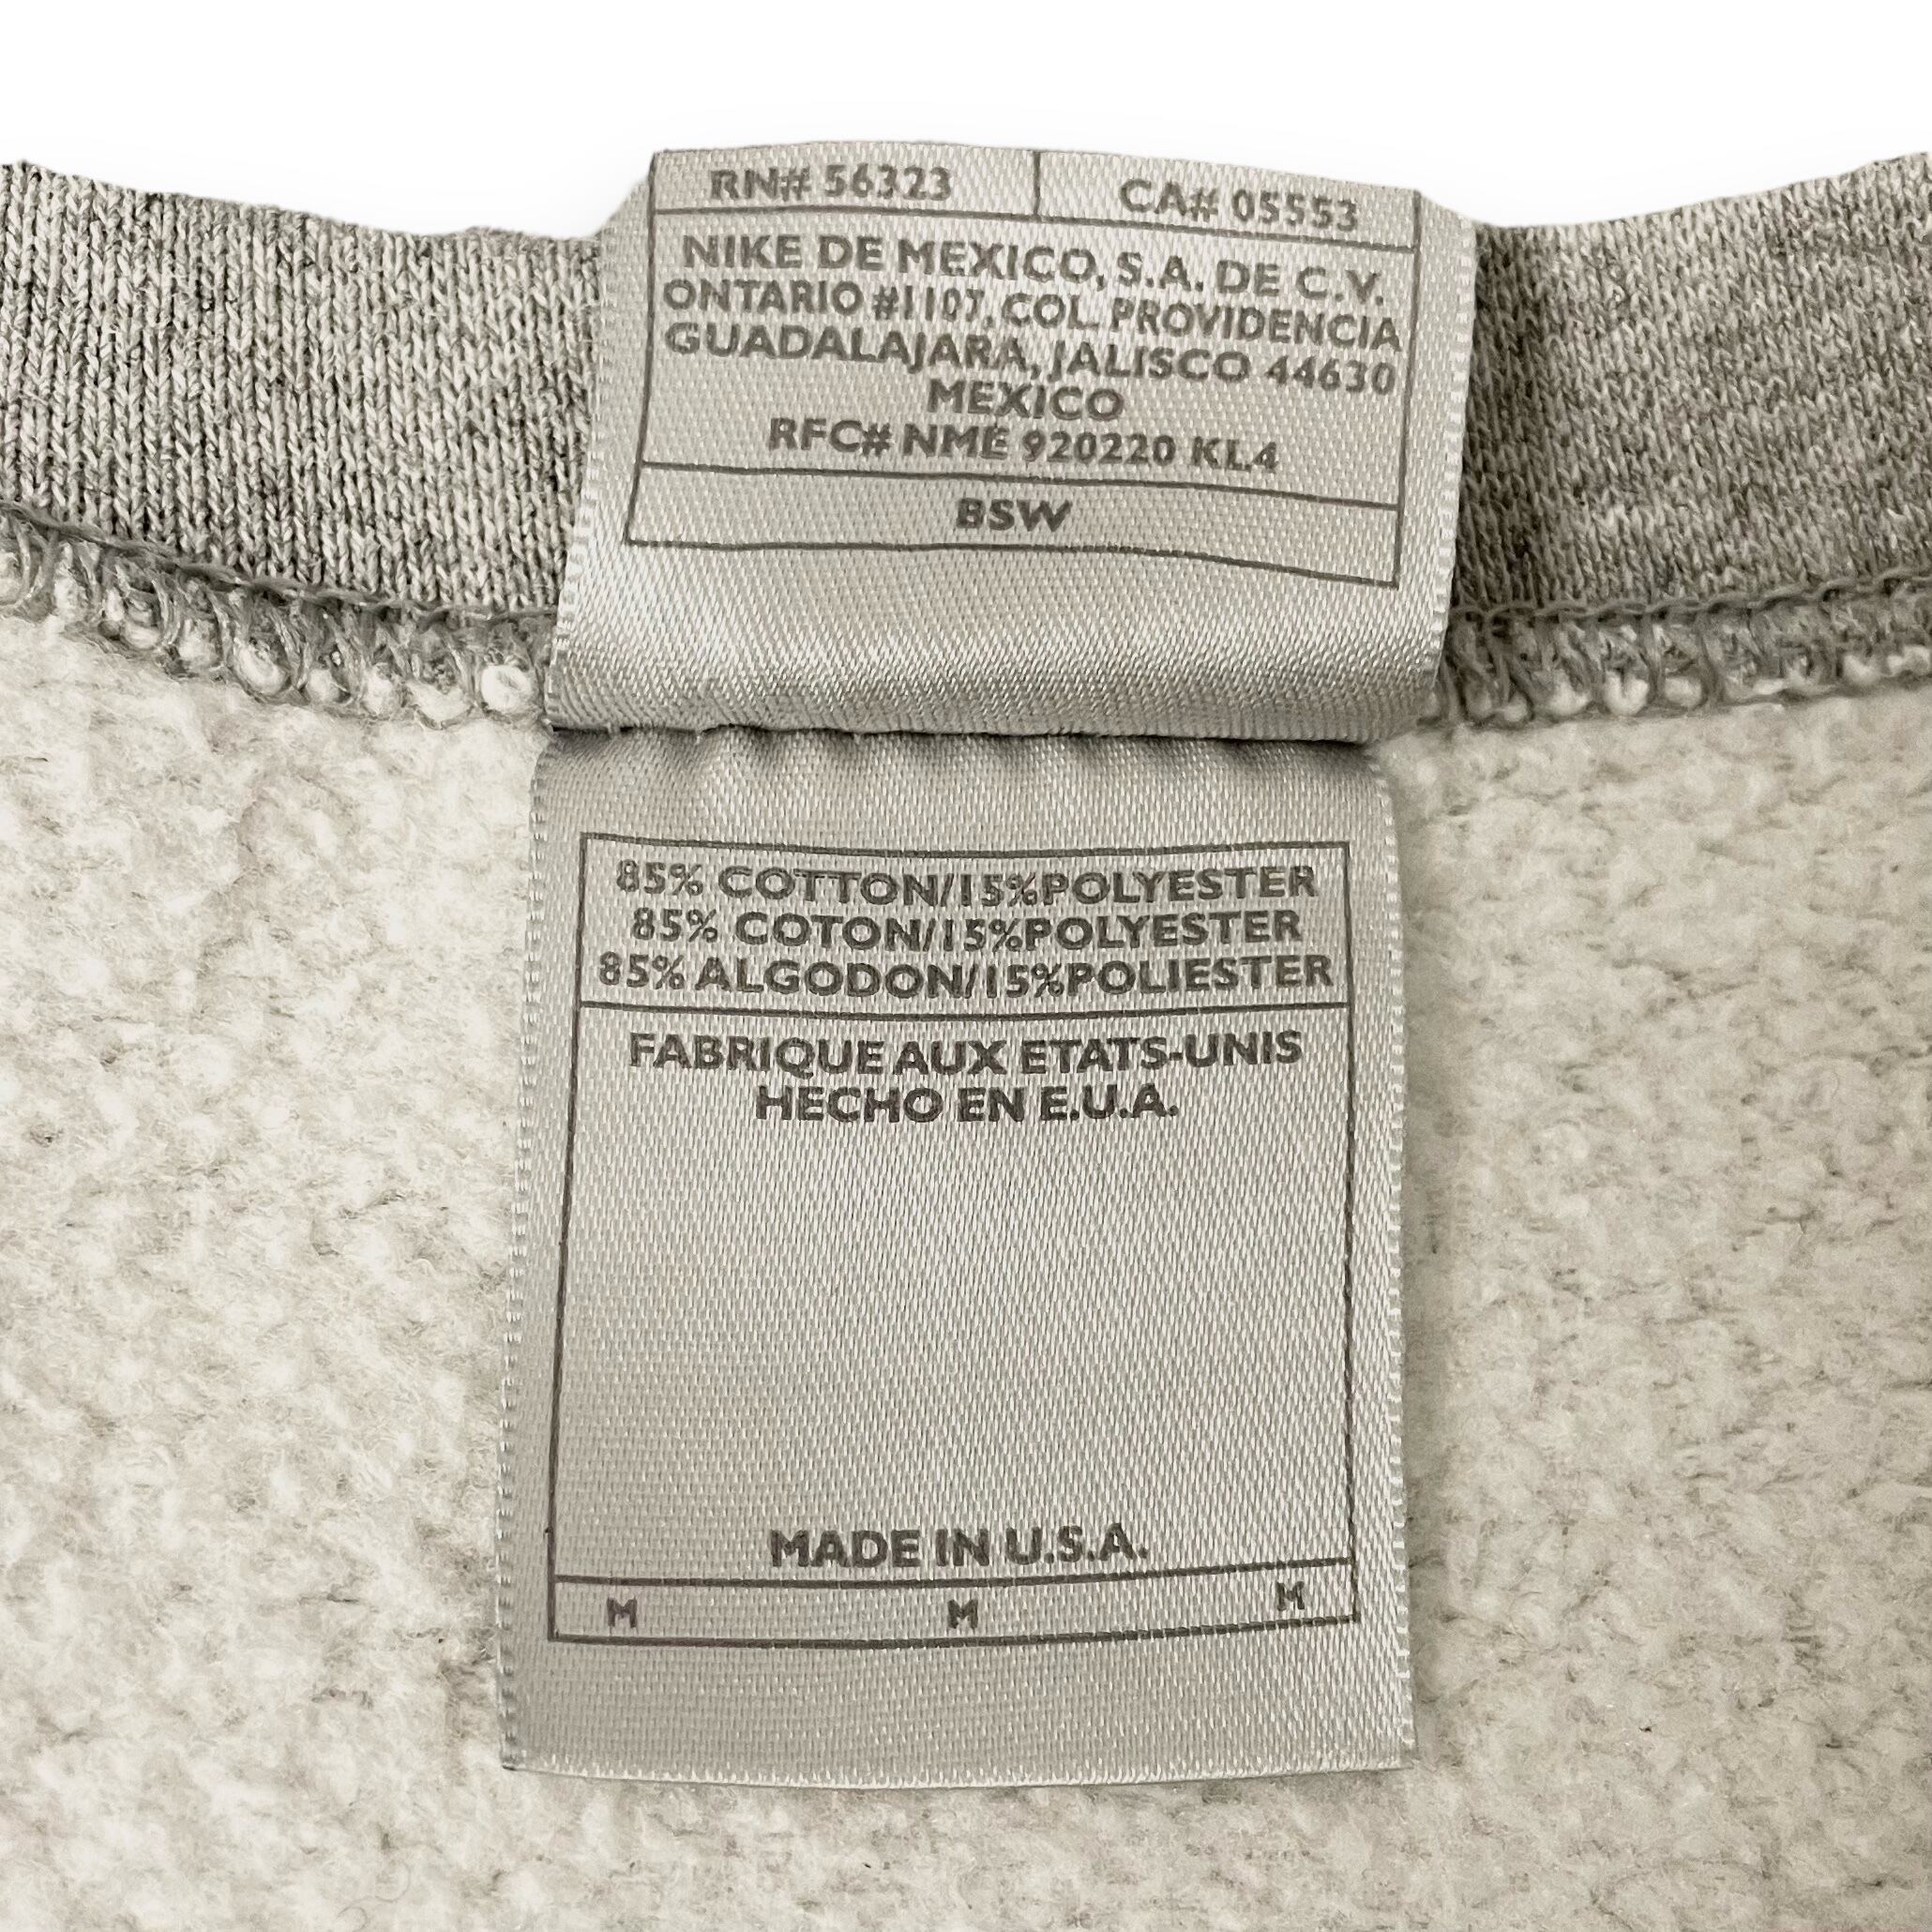 RN# 56323 CA# 05553
NIKE DE MEXICO, S.A. DE C.V.
ONTARIO #1107, COL. PROVIDENCIA
GUADALAJARA, JALISCO 44630
MEXICO
RFC# NME 920220 KL4
BSW
85% COTTON/15%POLYESTER
85% COTON/15%POLYESTER
85% ALGODON/15%POLIESTER
FABRIQUE AUX ETATS-UNIS
HECHO EN E.U.A.
MADE IN U.S.A.
M M M